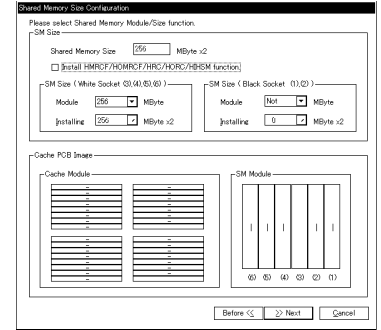 Shared Memory Size Configuration
Please select Shared Memory Module/Size function.
SM Size
Shared Memory Size 256 MByte x2
Install HMRCF/HOMRCF/HRC/HORC/HIHSM function.
SM Size ( White Socket (3),(4),(5),(6) )
SM Size ( Black Socket (1),(2) )
Module 256 MByte
Module Not MByte
Installing 256 MByte x2
Installing 0 MByte x2
Cache PCB Image
Cache Module
SM Module
(6) (5) (4) (3) (2) (1)
Before << >> Next Cancel